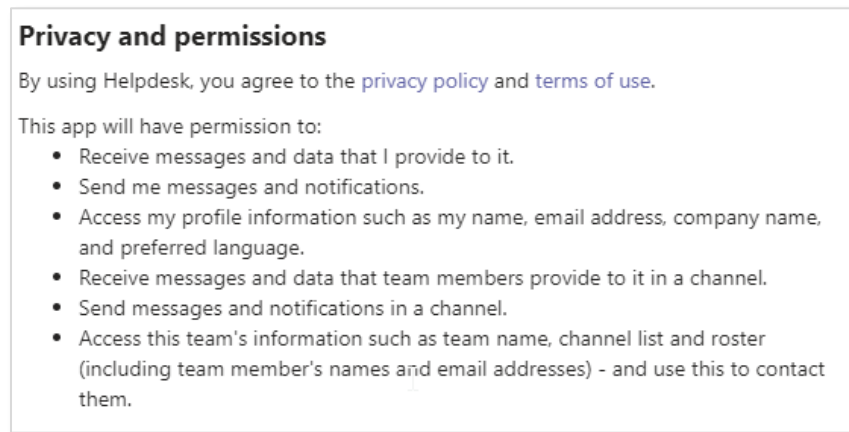 Privacy and permissions
By using Helpdesk, you agree to the privacy policy and terms of use.
This app will have permission to:
• Receive messages and data that I provide to it.
• Send me messages and notifications.
• Access my profile information such as my name, email address, company name,
and preferred language.
• Receive messages and data that team members provide to it in a channel.
• Send messages and notifications in a channel.
• Access this team's information such as team name, channel list and roster
(including team member's names and email addresses) - and use this to contact
them.